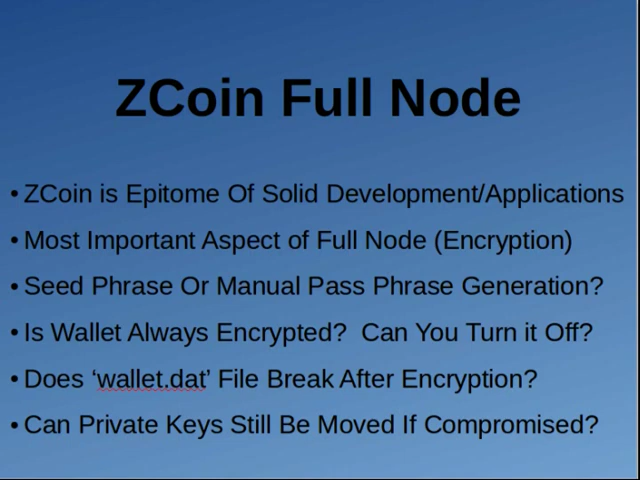 ZCoin Full Node
• ZCoin is Epitome Of Solid Development/Applications
• Most Important Aspect of Full Node (Encryption)
• Seed Phrase Or Manual Pass Phrase Generation?
• Is Wallet Always Encrypted?  Can You Turn it Off?
• Does ‘wallet.dat’ File Break After Encryption?
• Can Private Keys Still Be Moved If Compromised?